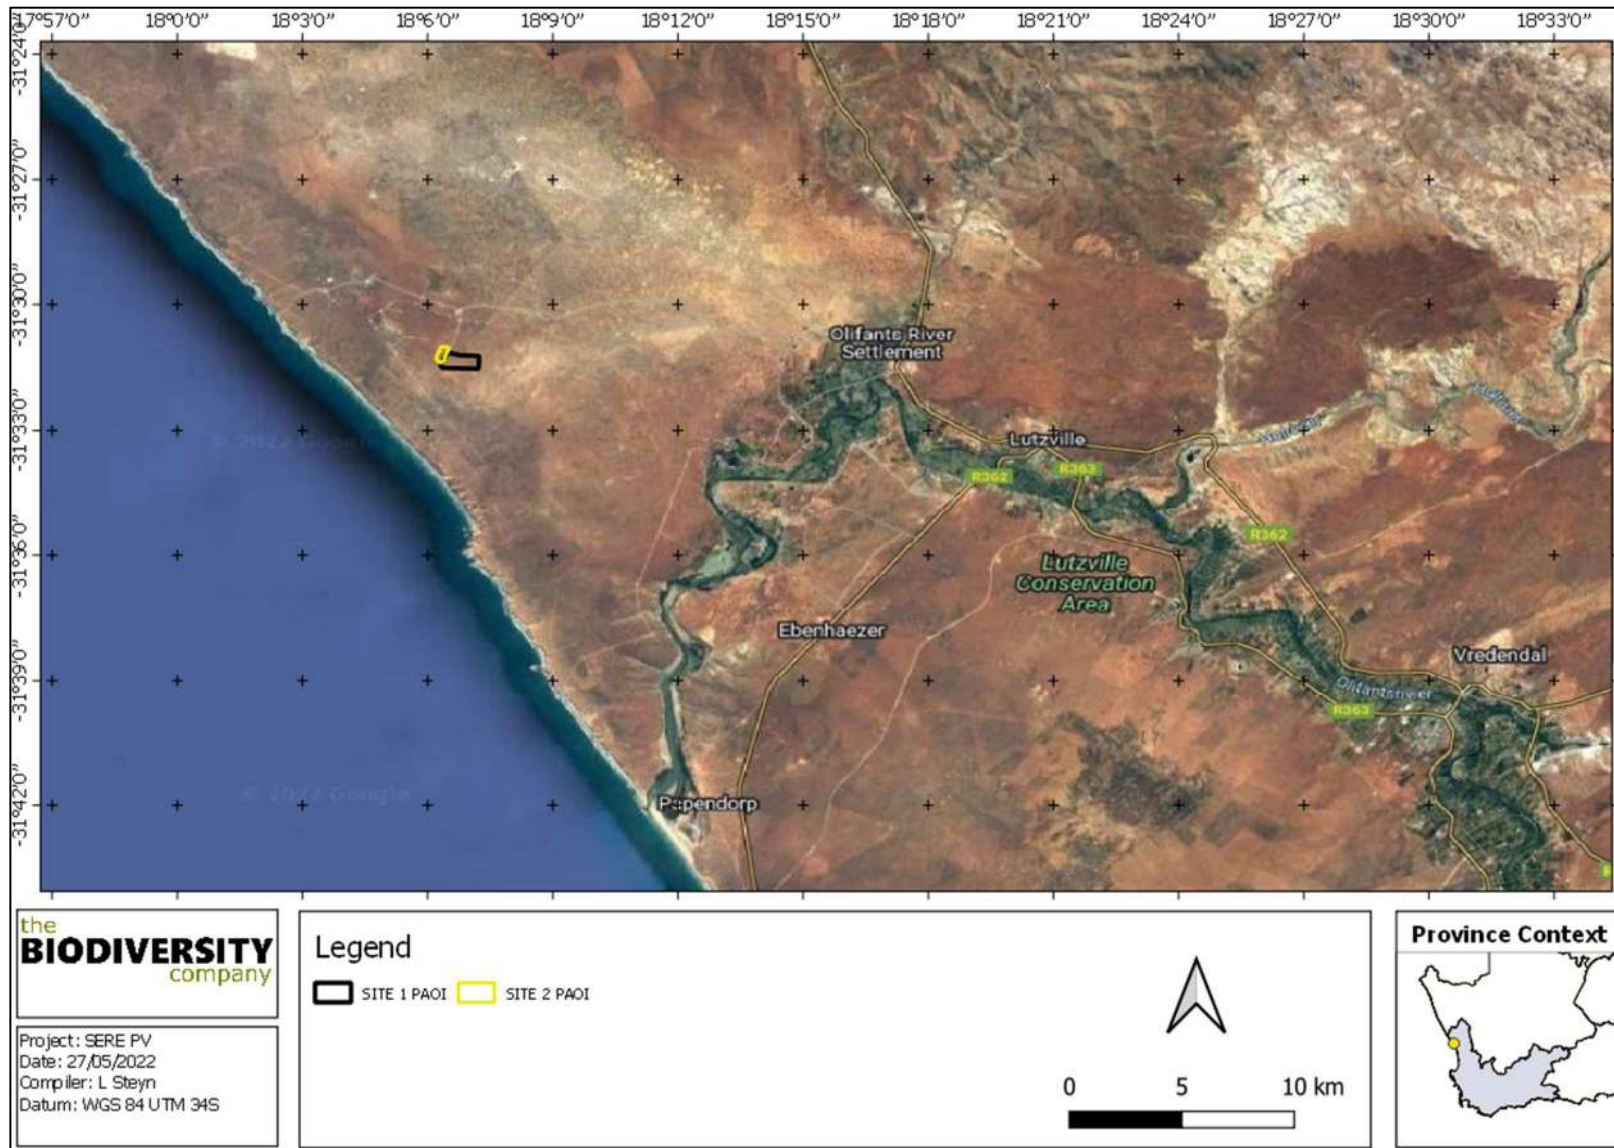 17°57'0" 18°0'0" 18°3'0" 18°6'0" 18°9'0" 18°12'0" 18°15'0" 18°18'0" 18°21'0" 18°24'0" 18°27'0" 18°30'0" 18°33'0"
-31°24'0"
-31°27'0"
-31°30'0"
-31°33'0"
-31°36'0"
-31°39'0"
-31°42'0"
Olifants River
Settlement
© 2022 Google
Lutzville
R362
R363
R362
Lutzville
Conservation
Area
Ebenhaezer
Vredendal
Olifantsrivier
R363
© 2022 Google
Papendorp
the
BIODIVERSITY
company
Project: SERE PV
Date: 27/05/2022
Compiler: L Steyn
Datum: WGS 84 UTM 34S
Legend
SITE 1 PAOI SITE 2 PAOI
0 5 10 km
Province Context